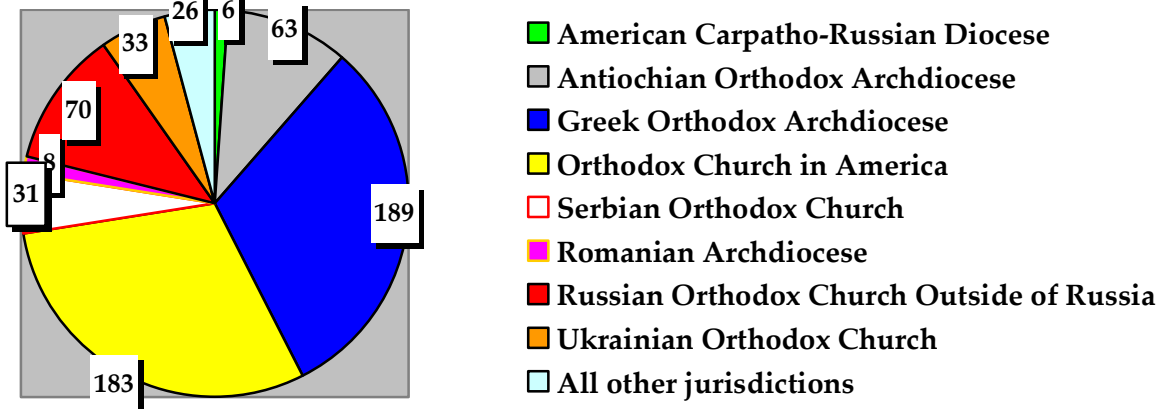 26
6
63
33
70
8
31
189
183
American Carpatho-Russian Diocese
Antiochian Orthodox Archdiocese
Greek Orthodox Archdiocese
Orthodox Church in America
Serbian Orthodox Church
Romanian Archdiocese
Russian Orthodox Church Outside of Russia
Ukrainian Orthodox Church
All other jurisdictions